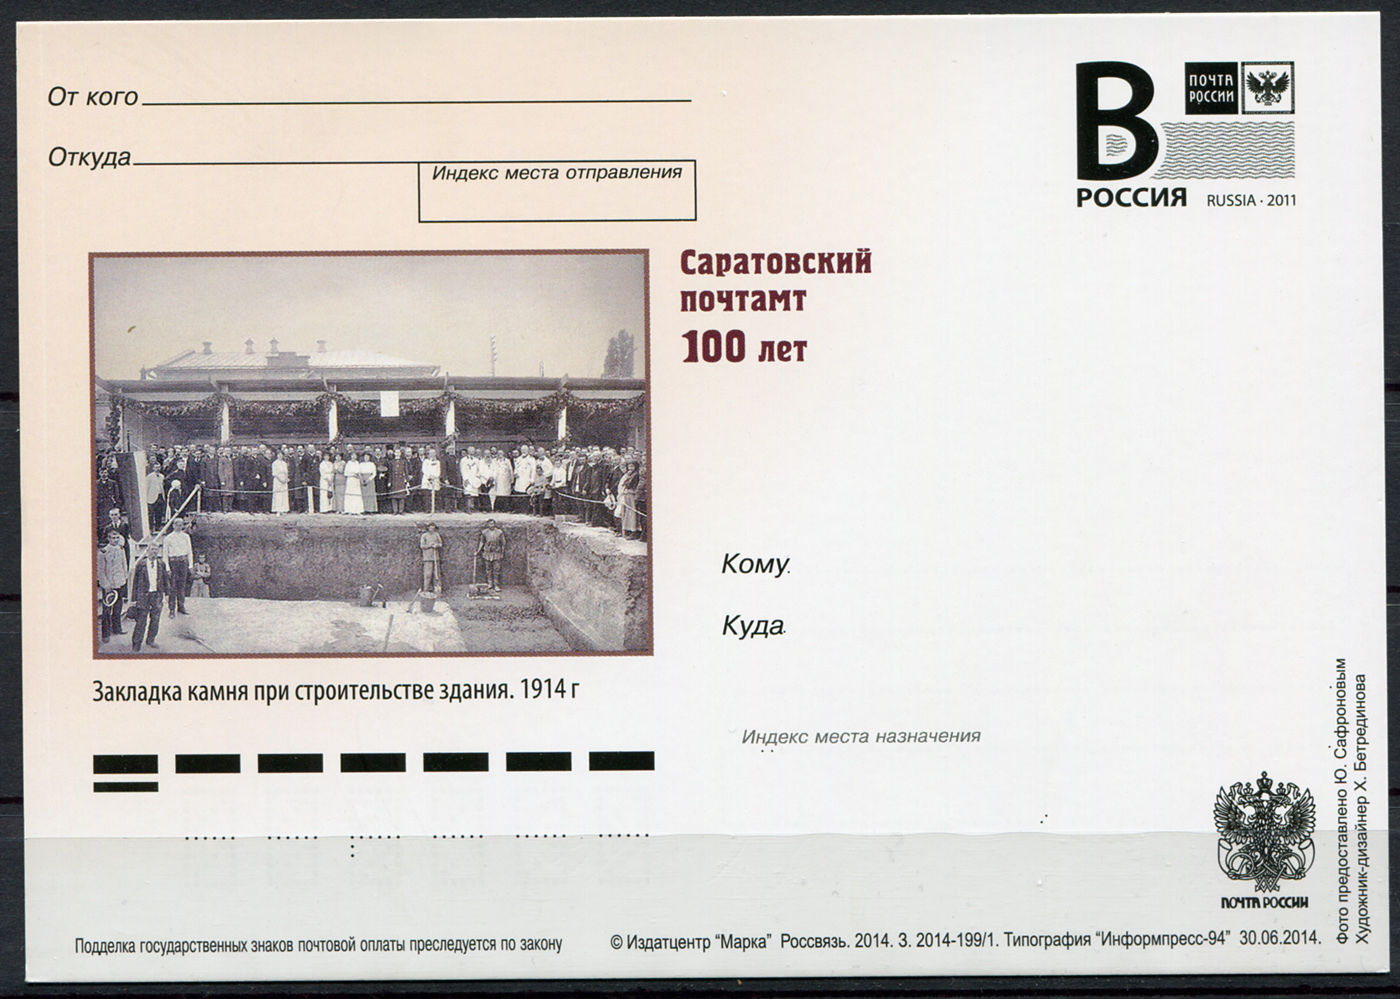 От кого
Откуда
Индекс места отправления
ПОЧТА
РОССИИ
В
РОССИЯ RUSSIA · 2011
Саратовский
почтамт
100 лет
Закладка камня при строительстве здания. 1914 г
Кому
Куда
Индекс места назначения
ПОЧТА РОССИИ
Подделка государственных знаков почтовой оплаты преследуется по закону
© Издатцентр "Марка" Россвязь. 2014. З. 2014-199/1. Типография "Информпресс-94" 30.06.2014.
Фото предоставлено Ю. Сафроновым
Художник-дизайнер Х. Бетрединова